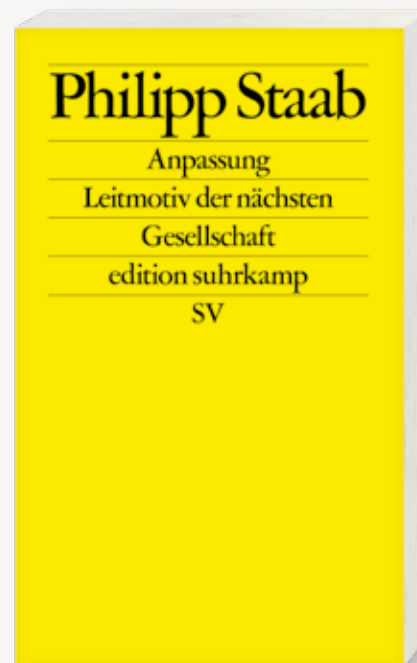 Philipp Staab
Anpassung
Leitmotiv der nächsten
Gesellschaft
edition suhrkamp
SV